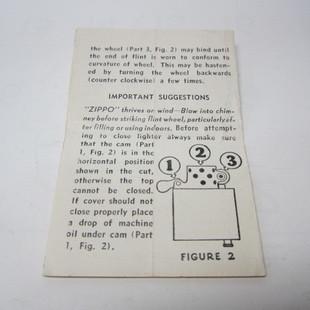 the wheel (Part 3, Fig. 2) may bind until
the end of flint is worn to conform to
curvature of wheel. This may be hasten-
ed by turning the wheel backwards
(counter clockwise) a few times.
IMPORTANT SUGGESTIONS
"ZIPPO" thrives on wind—Blow into chim-
ney before striking flint wheel, particularly af-
ter filling or using indoors. Before attempt-
ing to close lighter always make sure
that the cam (Part
1, Fig. 2) is in the
horizontal position
shown in the cut,
otherwise the top
cannot be closed.
If cover should not
close properly place
a drop of machine
oil under cam (Part
1, Fig. 2).
1 2 3
FIGURE 2